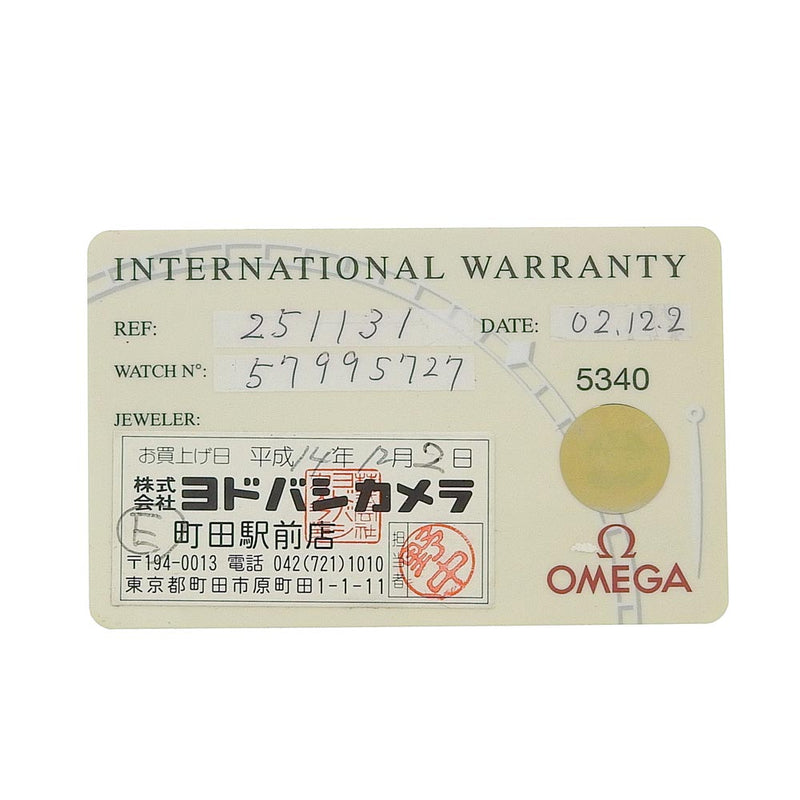 INTERNATIONAL WARRANTY
REF: 251131 DATE: 02.12.2
WATCH N°: 57995727 5340
JEWELER:
お買上げ日 平成14年12月2日
株式会社 ヨドバシカメラ
町田駅前店
〒194-0013 電話 042(721)1010
東京都町田市原町田1-1-11
担当者
Ω
OMEGA